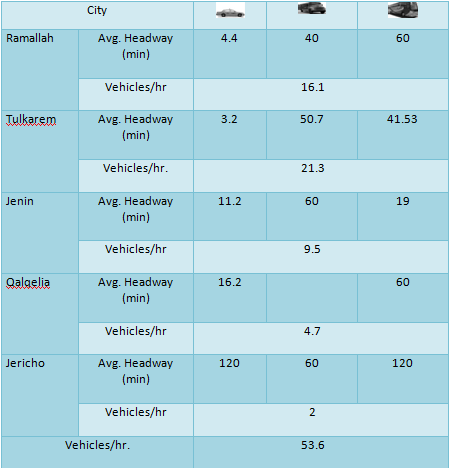 City
Ramallah Avg. Headway 4.4 40 60
(min)
Vehicles/hr 16.1
Tulkarem Avg. Headway 3.2 50.7 41.53
(min)
Vehicles/hr. 21.3
Jenin Avg. Headway 11.2 60 19
(min)
Vehicles/hr 9.5
Qalqelia Avg. Headway 16.2 60
(min)
Vehicles/hr 4.7
Jericho Avg. Headway 120 60 120
(min)
Vehicles/hr 2
Vehicles/hr. 53.6